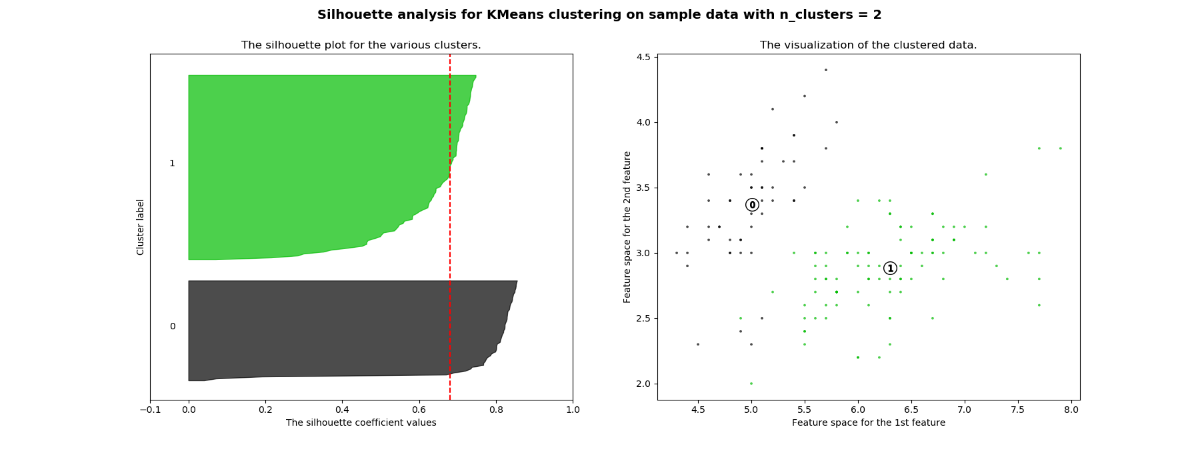 Silhouette analysis for KMeans clustering on sample data with n_clusters = 2
The silhouette plot for the various clusters.
Cluster label
1
0
−0.1 0.0 0.2 0.4 0.6 0.8 1.0
The silhouette coefficient values
The visualization of the clustered data.
Feature space for the 2nd feature
4.5
4.0
3.5
3.0
2.5
2.0
0
1
4.5 5.0 5.5 6.0 6.5 7.0 7.5 8.0
Feature space for the 1st feature